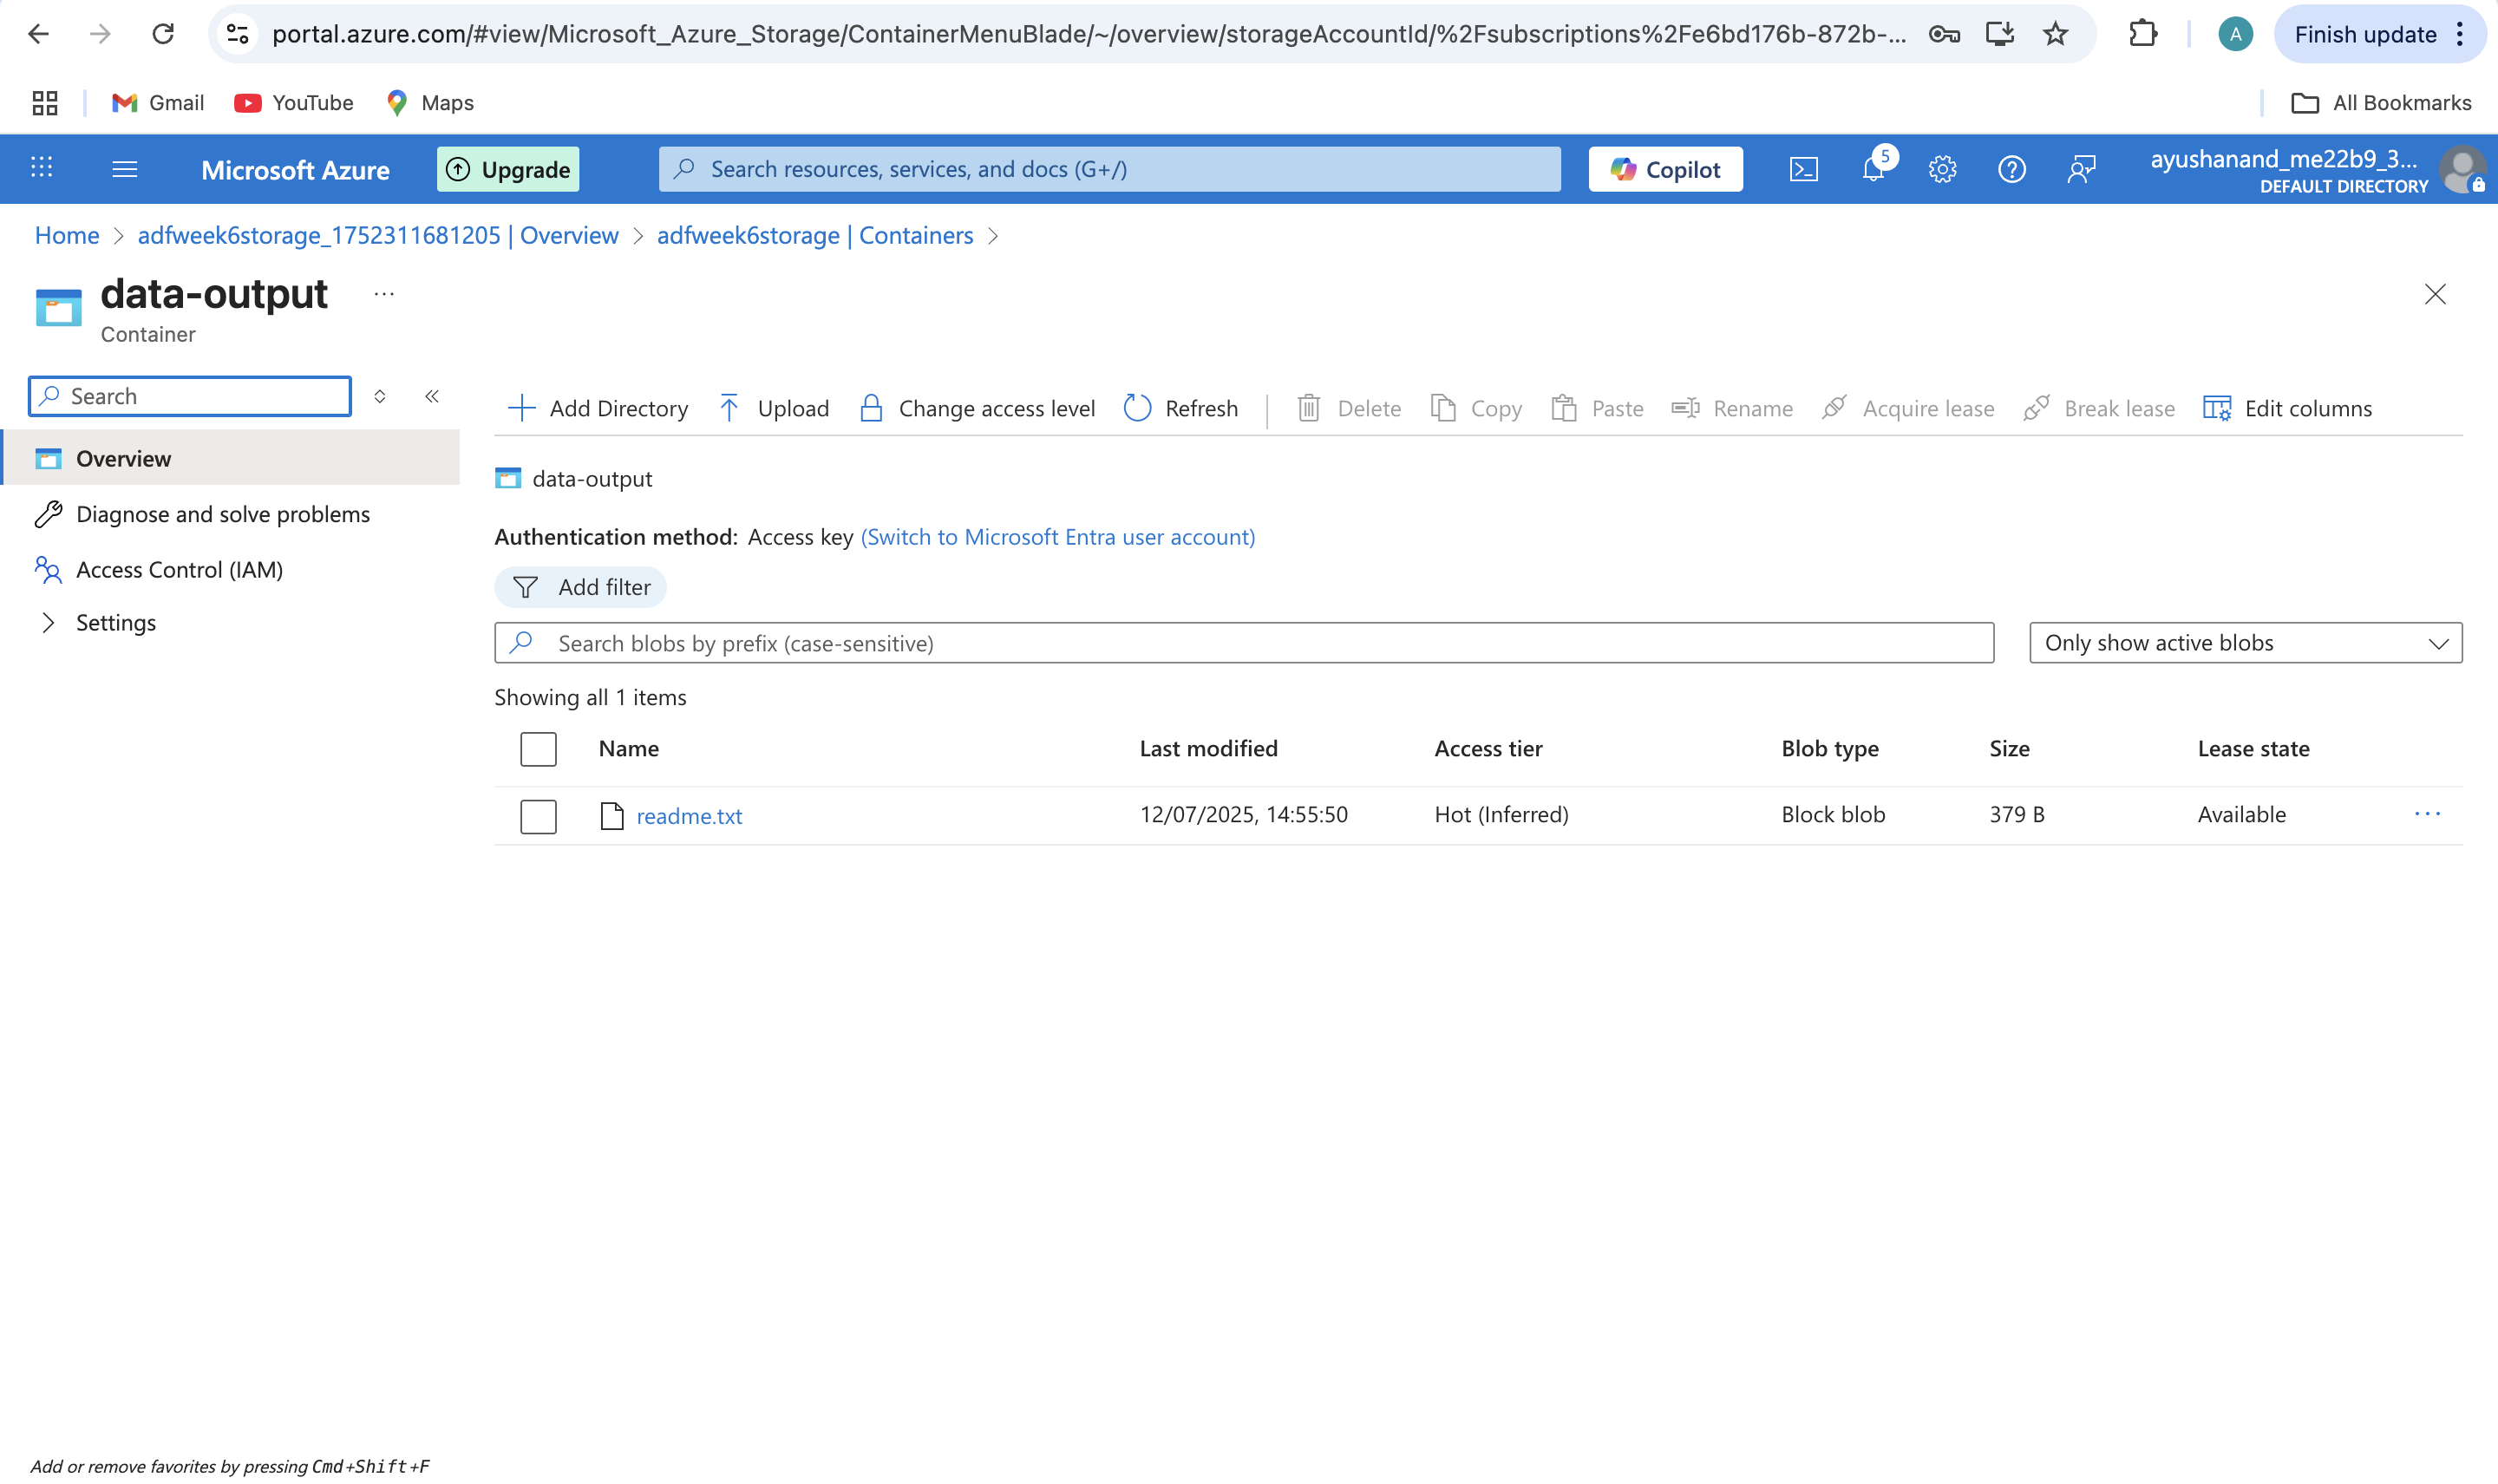 portal.azure.com/#view/Microsoft_Azure_Storage/ContainerMenuBlade/~/overview/storageAccountId/%2Fsubscriptions%2Fe6bd176b-872b-...
A
Finish update
Gmail
YouTube
Maps
All Bookmarks
Microsoft Azure
Upgrade
Search resources, services, and docs (G+/)
Copilot
5
ayushanand_me22b9_3...
DEFAULT DIRECTORY
Home > adfweek6storage_1752311681205 | Overview > adfweek6storage | Containers >
data-output ...
Container
Search
Add Directory Upload Change access level Refresh Delete Copy Paste Rename Acquire lease Break lease Edit columns
Overview
Diagnose and solve problems
Access Control (IAM)
Settings
data-output
Authentication method: Access key (Switch to Microsoft Entra user account)
Add filter
Search blobs by prefix (case-sensitive)
Only show active blobs
Showing all 1 items
Name Last modified Access tier Blob type Size Lease state
readme.txt 12/07/2025, 14:55:50 Hot (Inferred) Block blob 379 B Available ...
Add or remove favorites by pressing Cmd+Shift+F